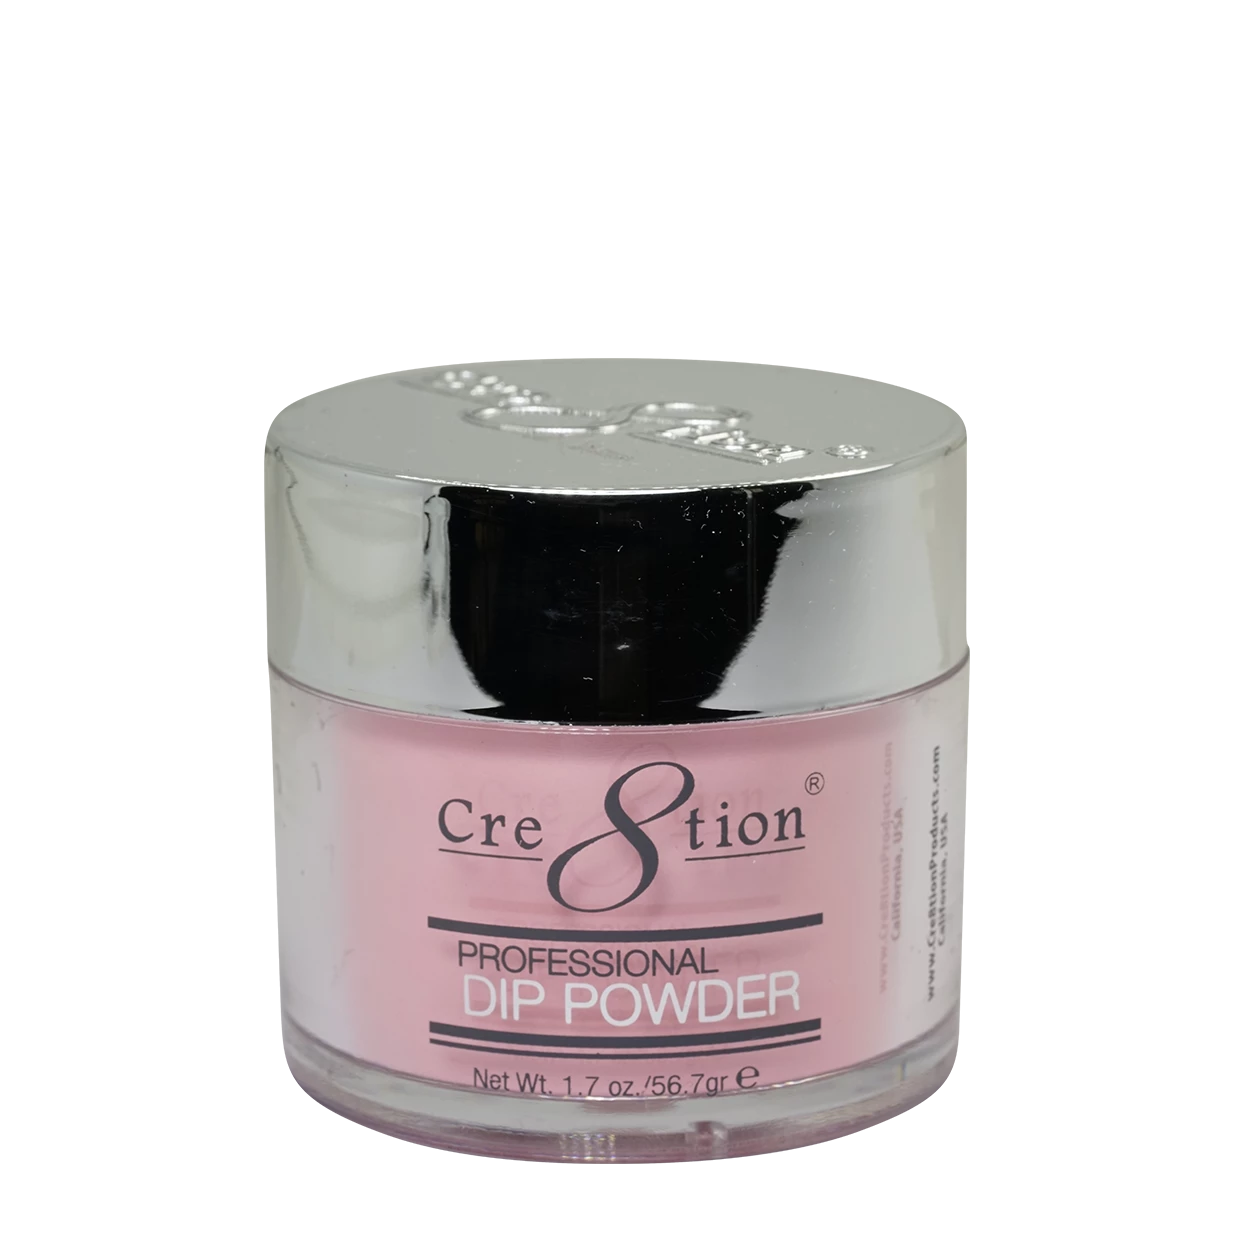 Cre8tion®
PROFESSIONAL
DIP POWDER
Net Wt. 1.7 oz./56.7gr ℮
www.Cre8tionProducts.com
California, USA